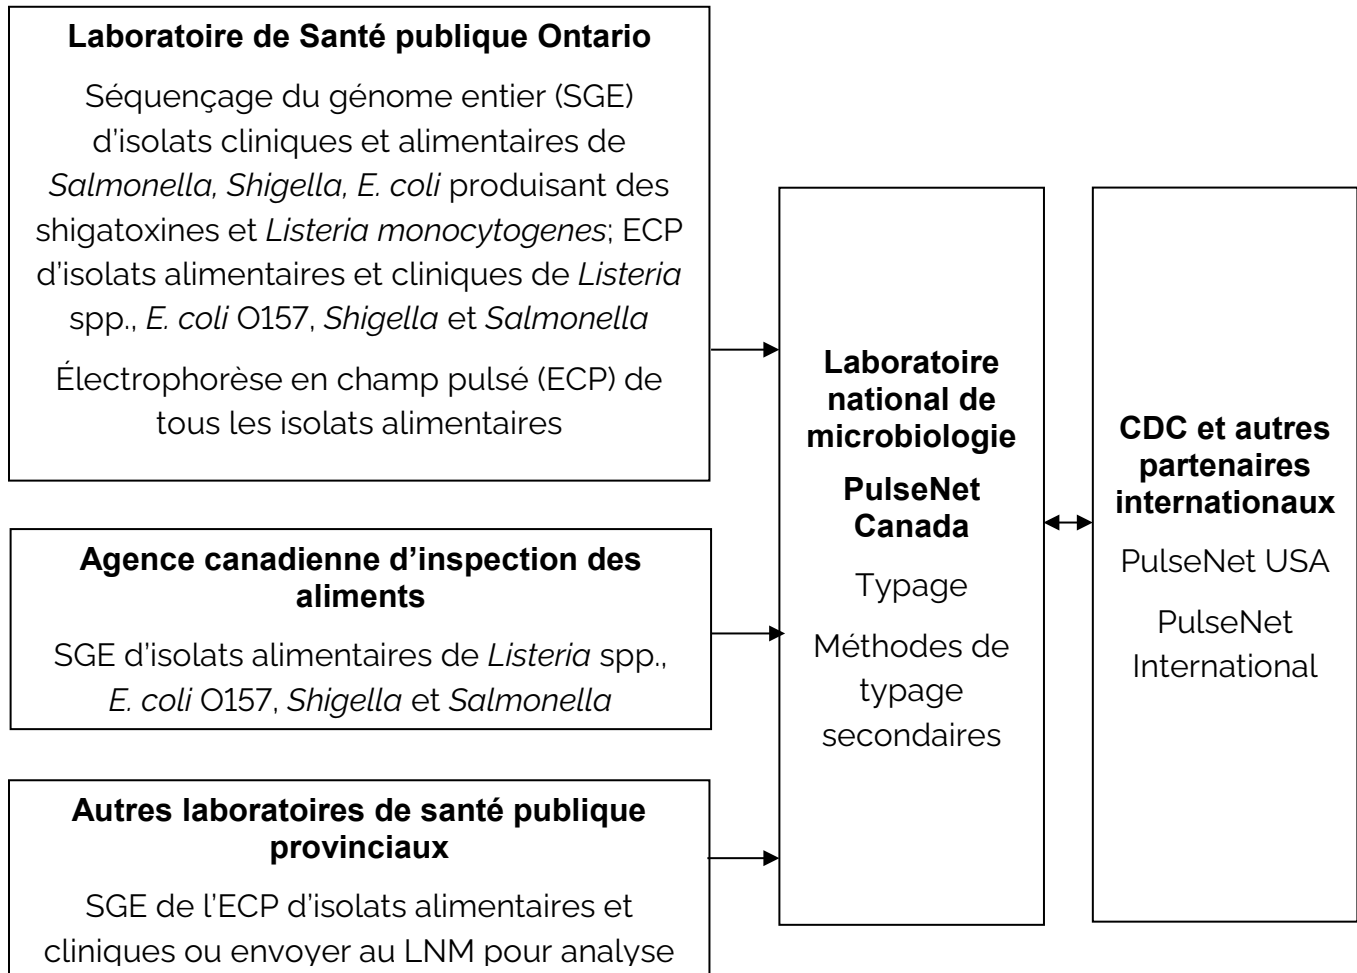 Laboratoire de Santé publique Ontario
Séquençage du génome entier (SGE)
d'isolats cliniques et alimentaires de
Salmonella, Shigella, E. coli produisant des
shigatoxines et Listeria monocytogenes; ECP
d'isolats alimentaires et cliniques de Listeria
spp., E. coli O157, Shigella et Salmonella
Électrophorèse en champ pulsé (ECP) de
tous les isolats alimentaires
Agence canadienne d'inspection des
aliments
SGE d'isolats alimentaires de Listeria spp.,
E. coli O157, Shigella et Salmonella
Autres laboratoires de santé publique
provinciaux
SGE de l'ECP d'isolats alimentaires et
cliniques ou envoyer au LNM pour analyse
Laboratoire
national de
microbiologie
PulseNet
Canada
Typage
Méthodes de
typage
secondaires
CDC et autres
partenaires
internationaux
PulseNet USA
PulseNet
International